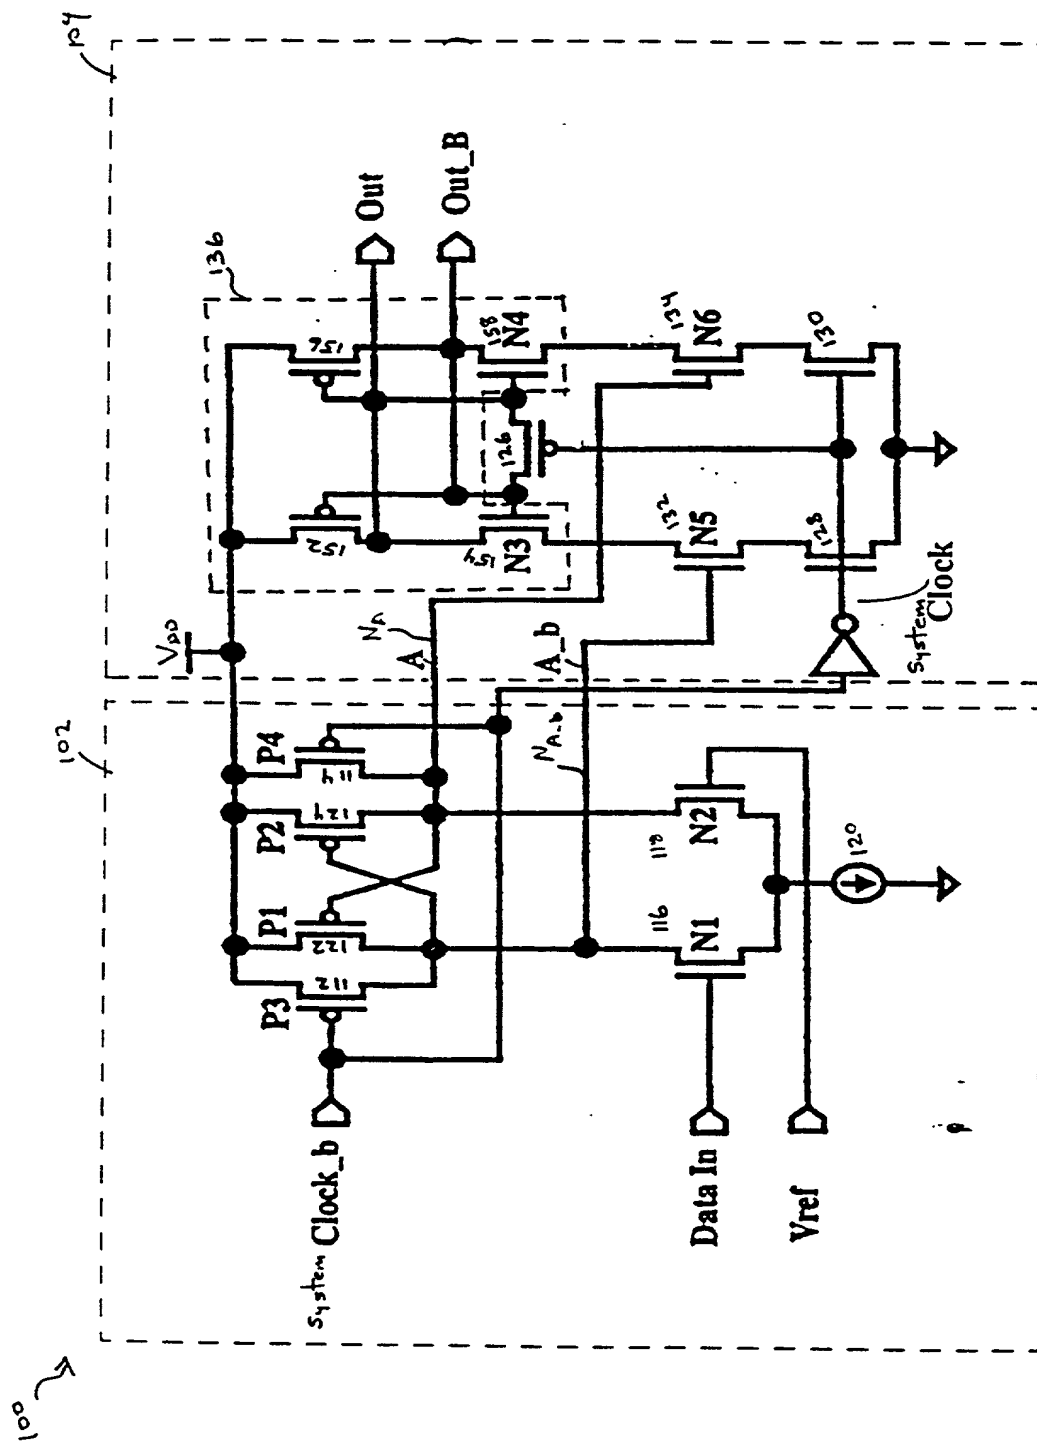 100
102
104
System Clock_b
Data In
Vref
P3
112
P1
122
P2
124
P4
114
116
N1
118
N2
120
VDD
NA
A
NA-b
A_b
System
Clock
136
152
156
154
N3
158
N4
126
132
N5
134
N6
128
130
Out
Out_B